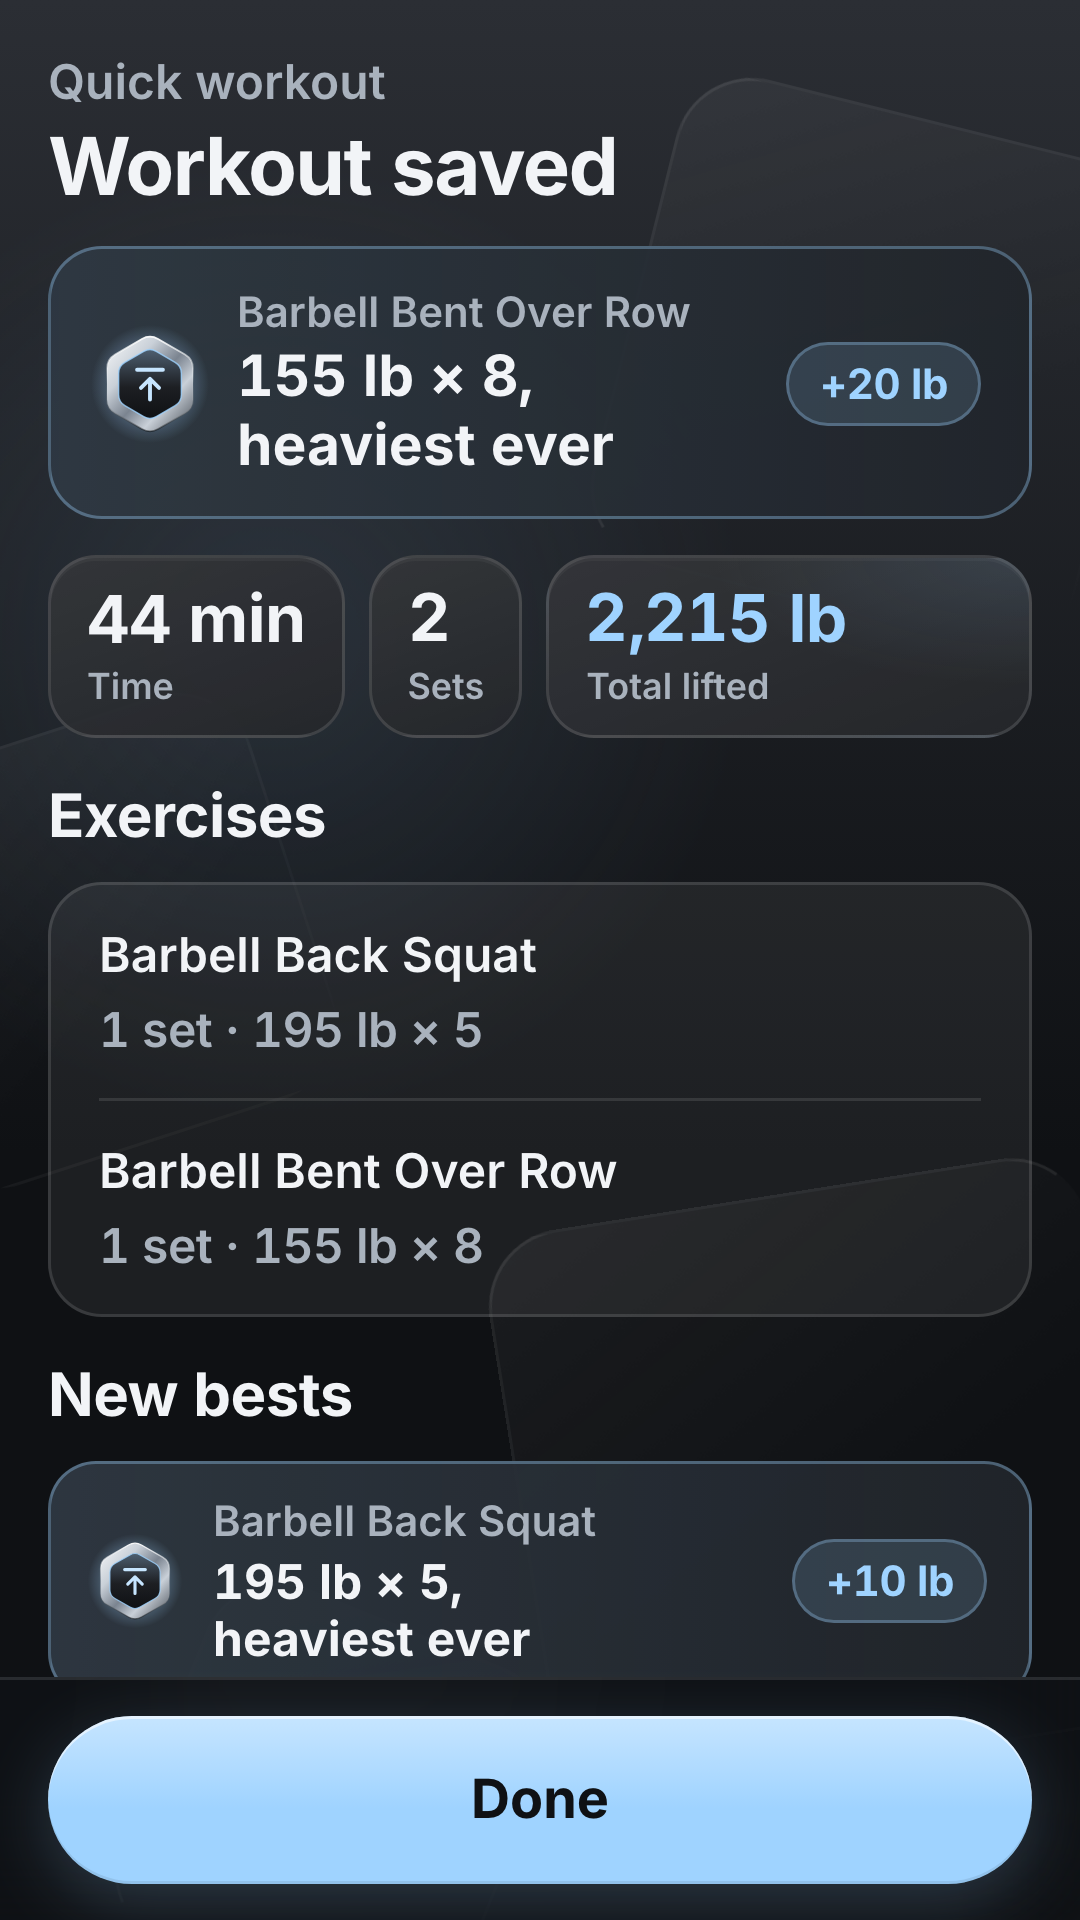 Quick workout
Workout saved
Barbell Bent Over Row
155 lb × 8,
heaviest ever
+20 lb
44 min
Time
2
Sets
2,215 lb
Total lifted
Exercises
Barbell Back Squat
1 set · 195 lb × 5
Barbell Bent Over Row
1 set · 155 lb × 8
New bests
Barbell Back Squat
195 lb × 5,
heaviest ever
+10 lb
Done